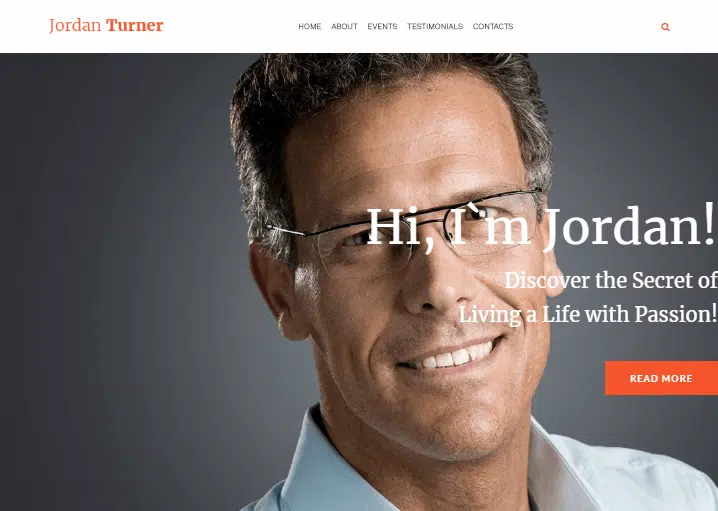 Jordan Turner
HOME ABOUT EVENTS TESTIMONIALS CONTACTS
Hi, I`m Jordan!
Discover the Secret of
Living a Life with Passion!
READ MORE